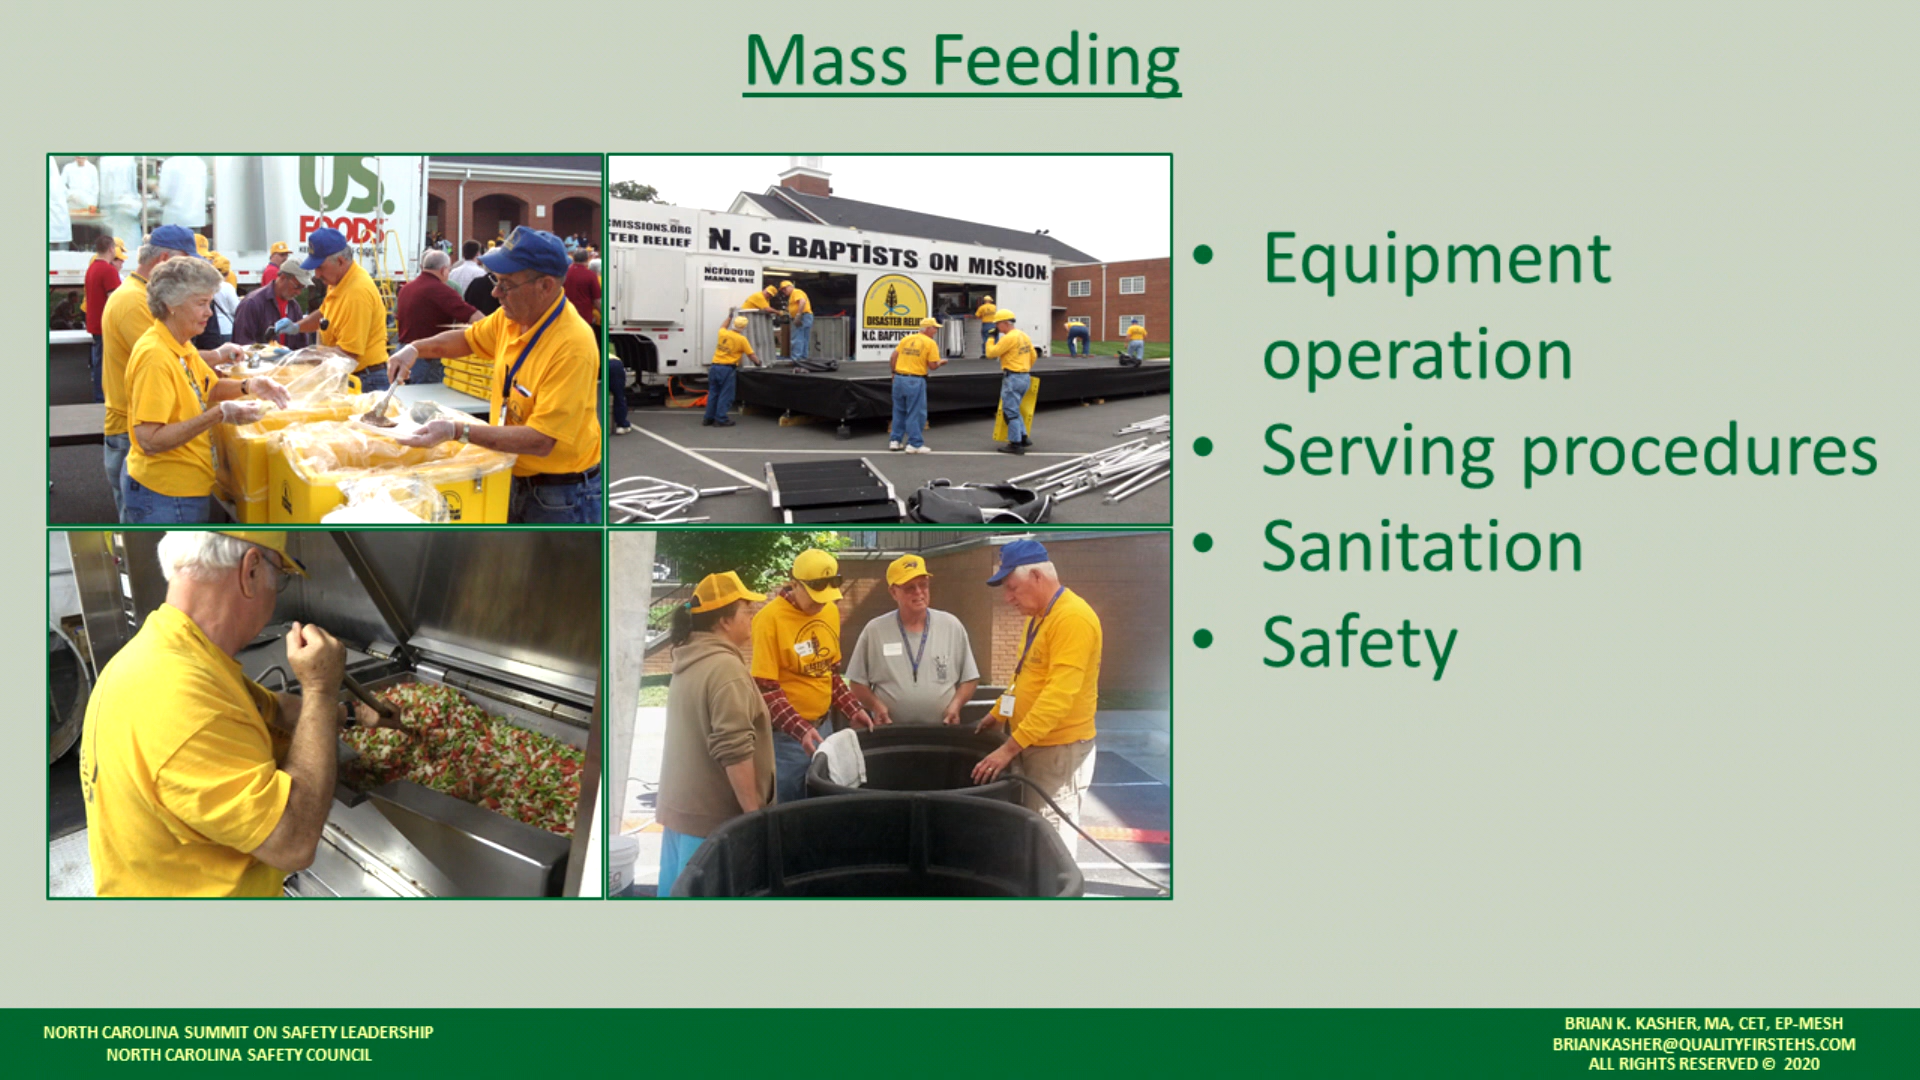 Mass Feeding
US.
FOODS
MISSIONS.ORG
TER RELIEF
N. C. BAPTISTS ON MISSION
NCFD001D
MANNA ONE
DISASTER RELIEF
N.C. BAPTIST
• Equipment
operation
• Serving procedures
• Sanitation
• Safety
NORTH CAROLINA SUMMIT ON SAFETY LEADERSHIP
NORTH CAROLINA SAFETY COUNCIL
BRIAN K. KASHER, MA, CET, EP-MESH
BRIANKASHER@QUALITYFIRSTEHS.COM
ALL RIGHTS RESERVED © 2020